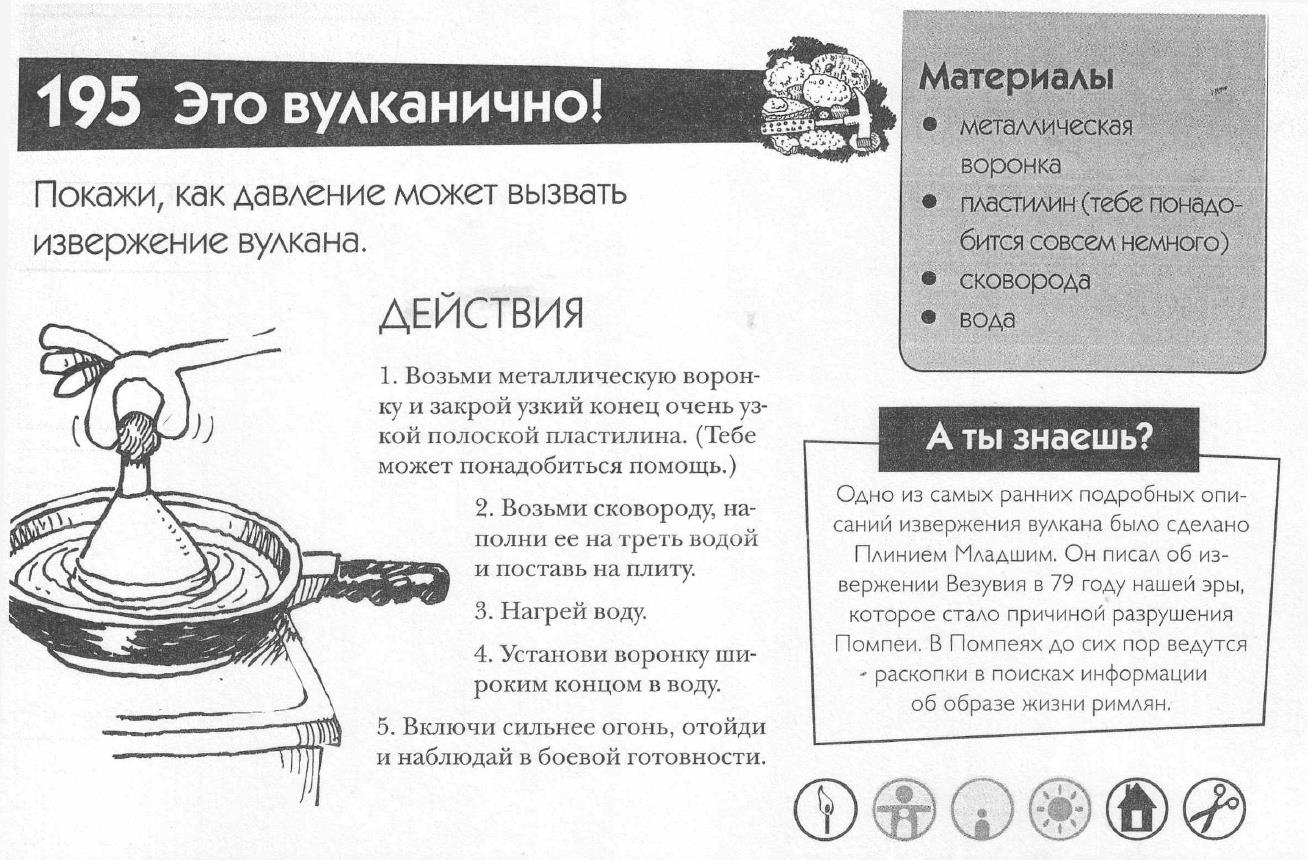 195 Это вулканично!
Покажи, как давление может вызвать
извержение вулкана.
Материалы
• металлическая
воронка
• пластилин (тебе понадо-
бится совсем немного)
• сковорода
• вода
ДЕЙСТВИЯ
1. Возьми металлическую ворон-
ку и закрой узкий конец очень уз-
кой полоской пластилина. (Тебе
может понадобиться помощь.)
2. Возьми сковороду, на-
полни ее на треть водой
и поставь на плиту.
3. Нагрей воду.
4. Установи воронку ши-
роким концом в воду.
5. Включи сильнее огонь, отойди
и наблюдай в боевой готовности.
А ты знаешь?
Одно из самых ранних подробных опи-
саний извержения вулкана было сделано
Плинием Младшим. Он писал об из-
вержении Везувия в 79 году нашей эры,
которое стало причиной разрушения
Помпеи. В Помпеях до сих пор ведутся
раскопки в поисках информации
об образе жизни римлян.